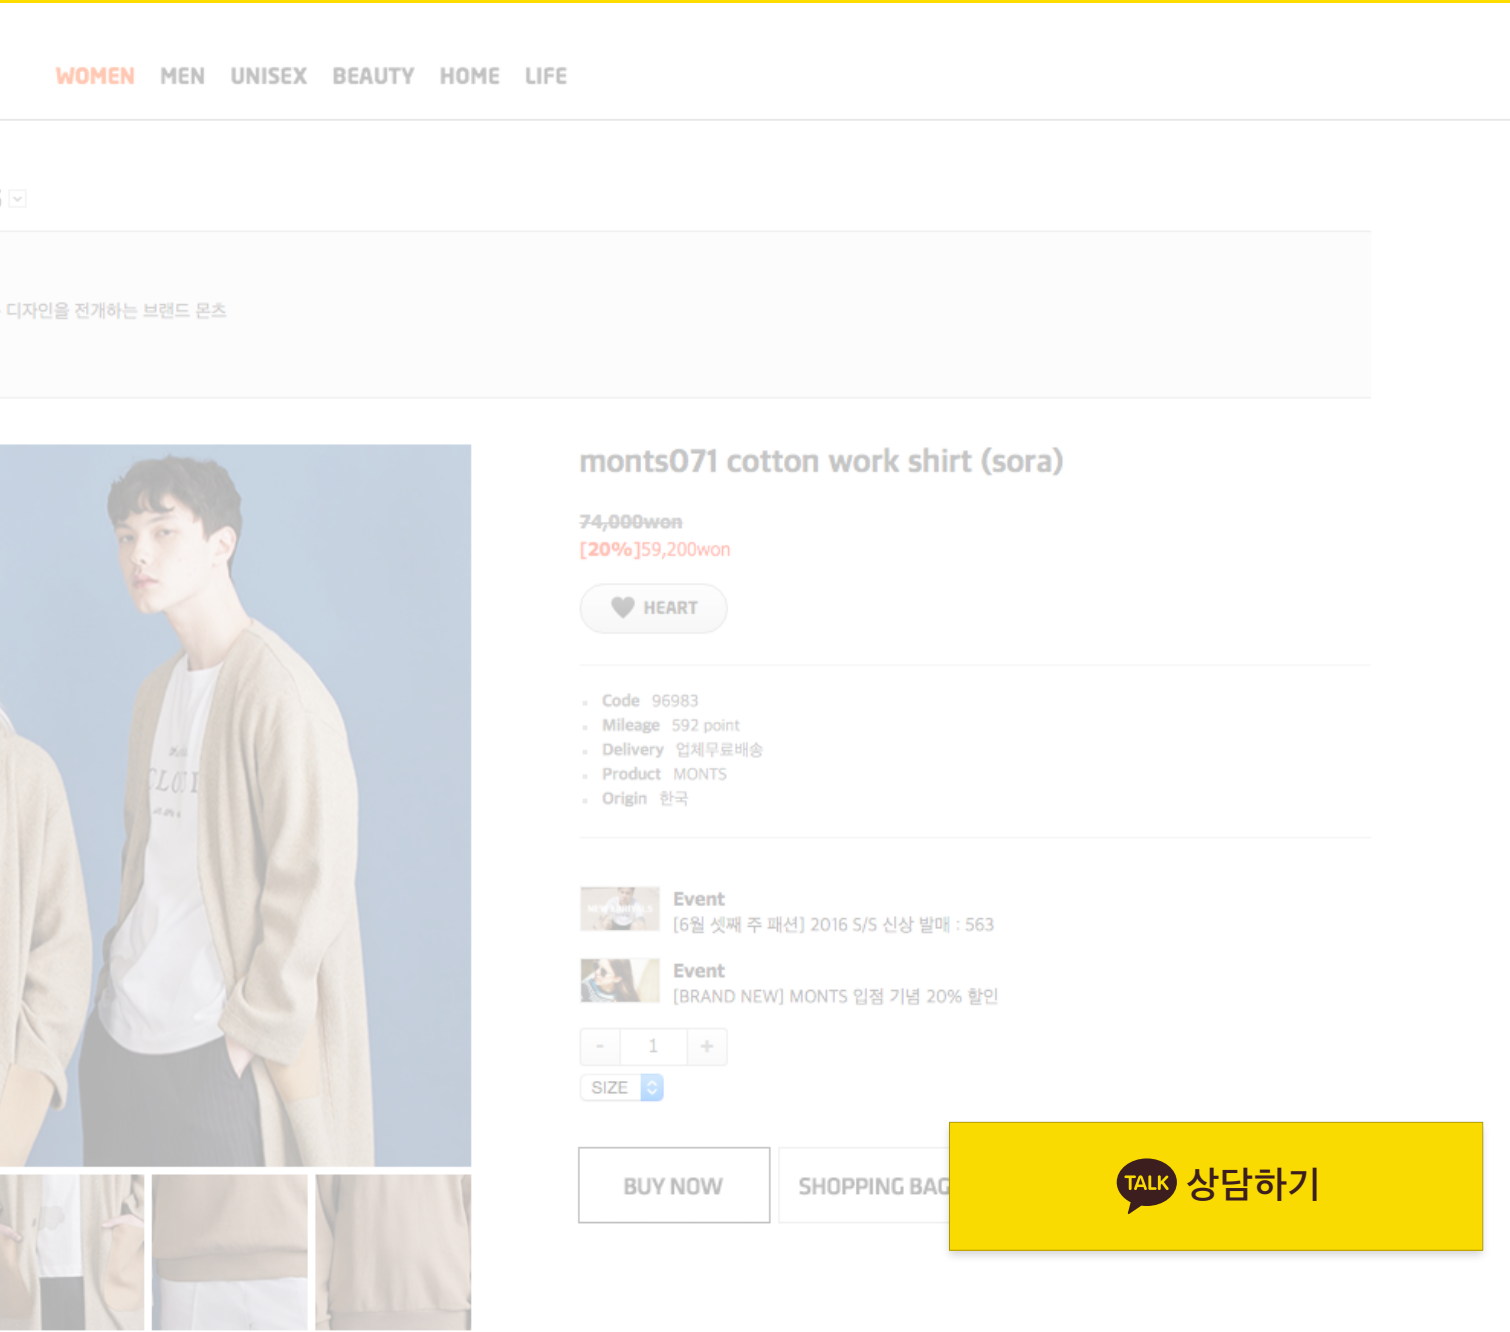 WOMEN MEN UNISEX BEAUTY HOME LIFE
디자인을 전개하는 브랜드 몬츠
monts071 cotton work shirt (sora)
74,000won
[20%]59,200won
HEART
Code 96983
Mileage 592 point
Delivery 업체무료배송
Product MONTS
Origin 한국
Event
[6월 셋째 주 패션] 2016 S/S 신상 발매 : 563
Event
[BRAND NEW] MONTS 입점 기념 20% 할인
- 1 +
SIZE
BUY NOW
SHOPPING BAG
TALK 상담하기